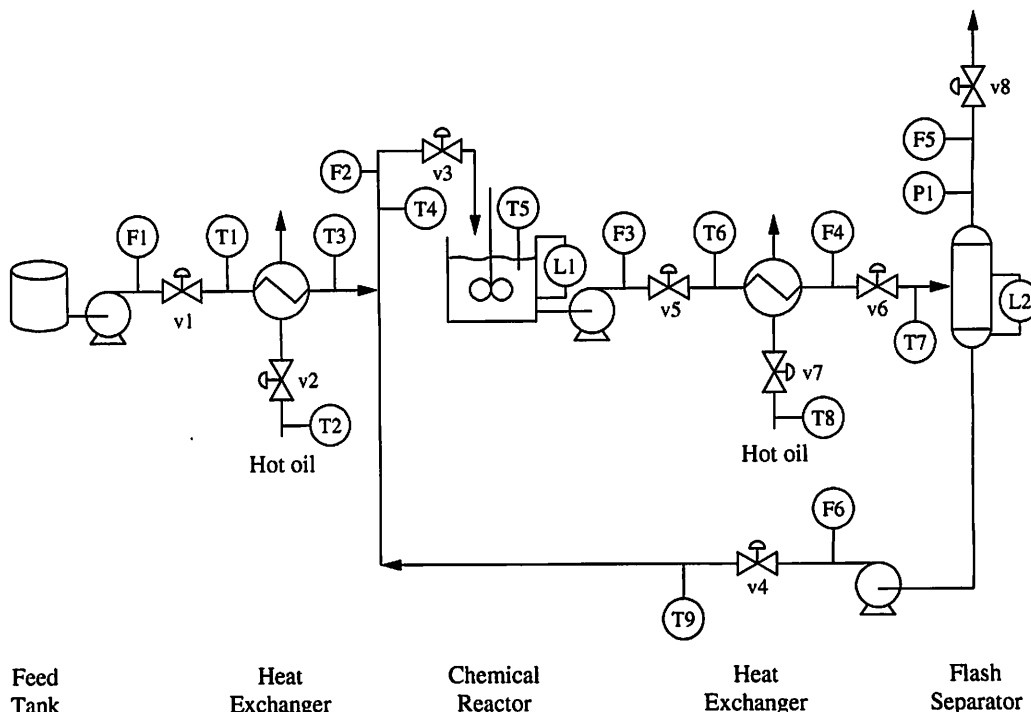 v8
F5
P1
F2
v3
T4
T5
L1
F1
T1
T3
v1
F3
T6
F4
v5
v6
L2
T7
v2
v7
T2
T8
Hot oil
Hot oil
F6
v4
T9
Feed
Tank
Heat
Exchanger
Chemical
Reactor
Heat
Exchanger
Flash
Separator